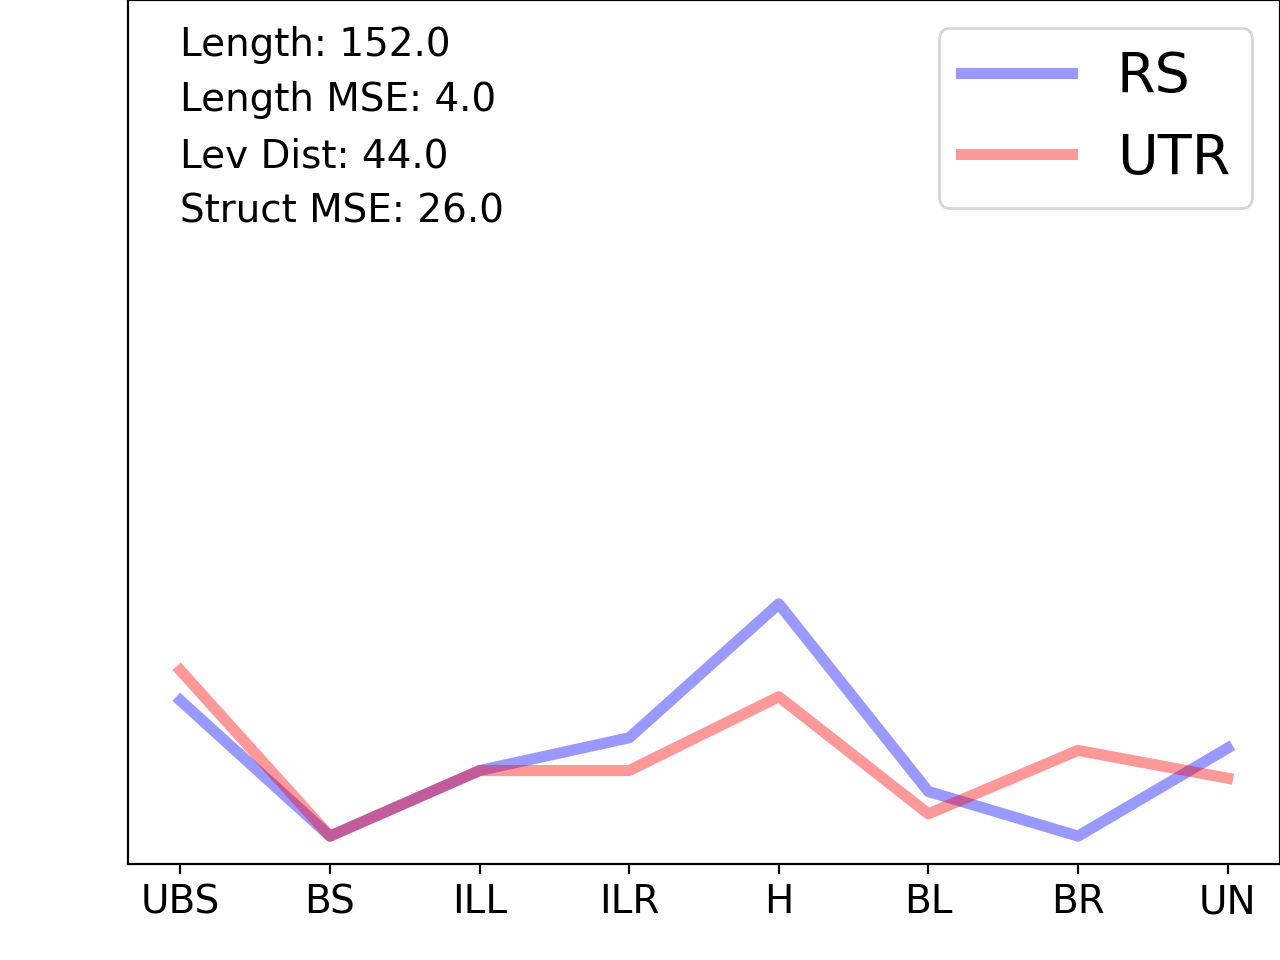 Length: 152.0
Length MSE: 4.0
Lev Dist: 44.0
Struct MSE: 26.0
RS
UTR
UBS BS ILL ILR H BL BR UN